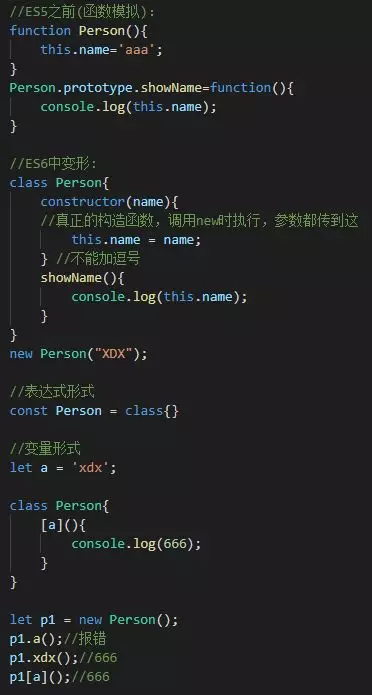 //ES5之前(函数模拟):
function Person(){
    this.name='aaa';
}
Person.prototype.showName=function(){
    console.log(this.name);
}

//ES6中变形:
class Person{
    constructor(name){
    //真正的构造函数，调用new时执行，参数都传到这
        this.name = name;
    } //不能加逗号
    showName(){
        console.log(this.name);
    }
}
new Person("XDX");

//表达式形式
const Person = class{}

//变量形式
let a = 'xdx';

class Person{
    [a](){
        console.log(666);
    }
}

let p1 = new Person();
p1.a();//报错
p1.xdx();//666
p1[a]();//666